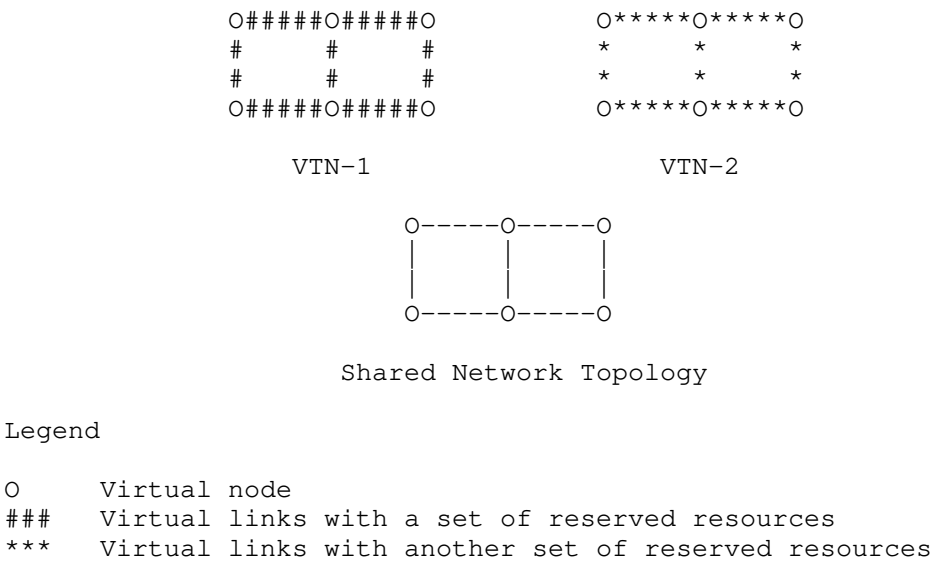 O#####O#####O O*****O*****O
# # # * * *
# # # * * *
O#####O#####O O*****O*****O
VTN-1 VTN-2
O-----O-----O
| | |
| | |
O-----O-----O
Shared Network Topology
Legend
O Virtual node
### Virtual links with a set of reserved resources
*** Virtual links with another set of reserved resources